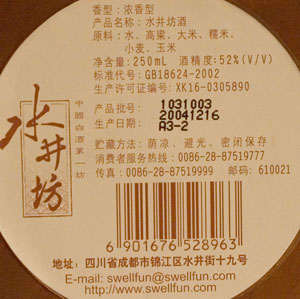 香型：浓香型
产品名称：水井坊酒
原料：水、高梁、大米、糯米、
小麦、玉米
净含量：250mL 酒精度：52%(V/V)
标准代号：GB18624-2002
生产许可证编号：XK16-0305890
产品批号：1031003
生产日期：20041216
A3-2
贮藏方法：荫凉、避光、密闭保存
消费者服务热线：0086-28-87519777
传真：0086-28-87519999 邮码：610021
水井坊
中國白酒第一坊
6901676528963
地址：四川省成都市锦江区水井街十九号
E-mail:swellfun@swellfun.com
http://www.swellfun.com